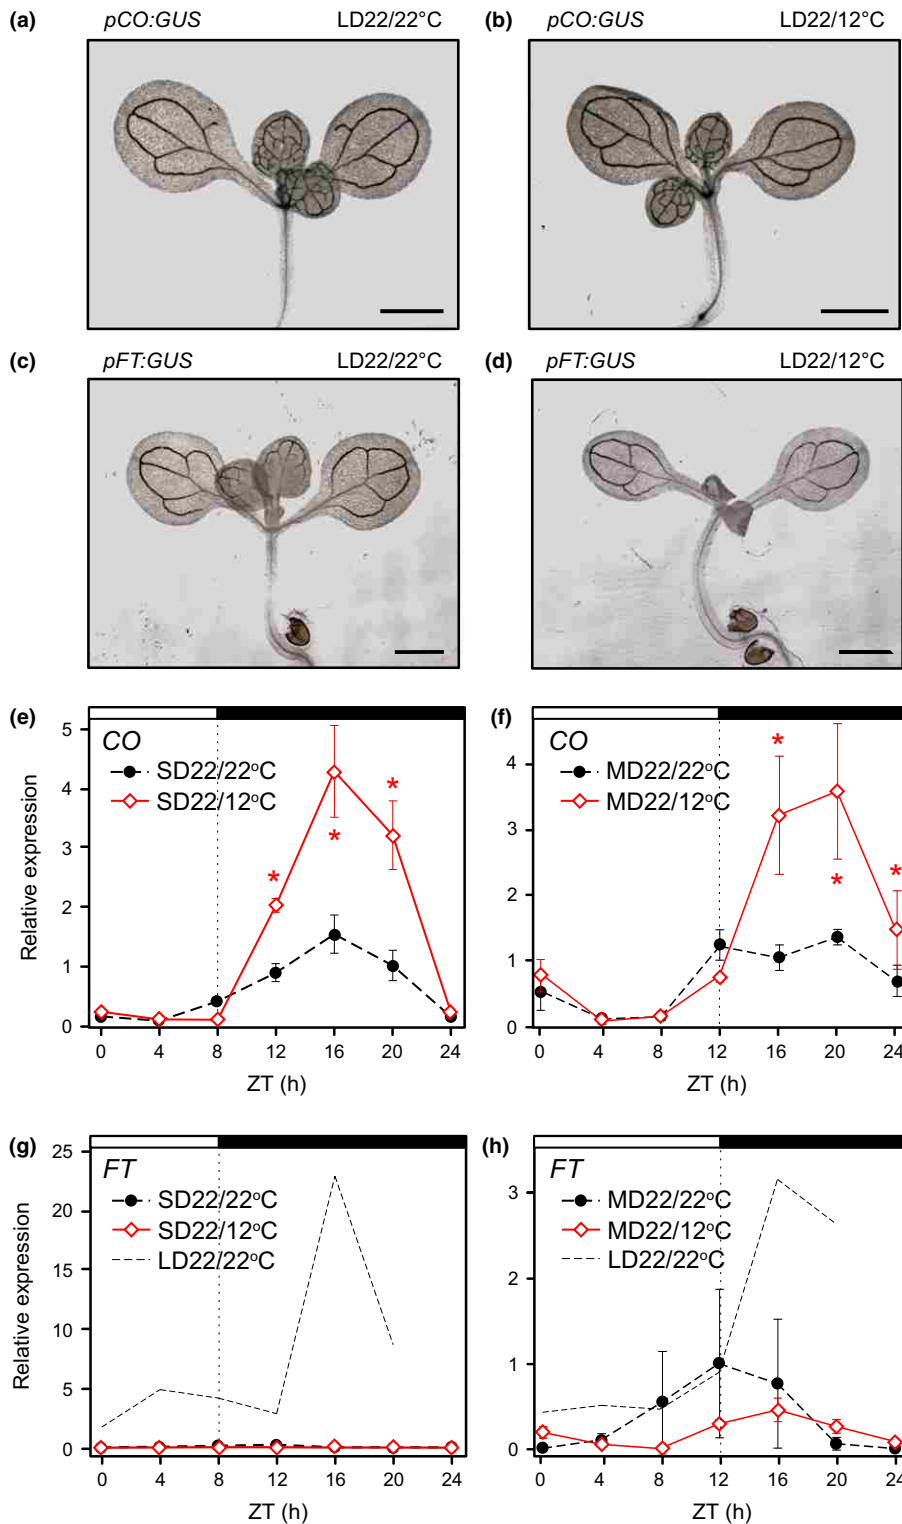 (a) pCO:GUS LD22/22°C
(b) pCO:GUS LD22/12°C
(c) pFT:GUS LD22/22°C
(d) pFT:GUS LD22/12°C
(e)
CO
SD22/22°C
SD22/12°C
*
*
*
Relative expression
5
4
3
2
1
0
0 4 8 12 16 20 24
ZT (h)
(f)
CO
MD22/22°C
MD22/12°C
*
*
*
4
3
2
1
0
0 4 8 12 16 20 24
ZT (h)
(g)
FT
SD22/22°C
SD22/12°C
LD22/22°C
Relative expression
25
20
15
10
5
0
0 4 8 12 16 20 24
ZT (h)
(h)
FT
MD22/22°C
MD22/12°C
LD22/22°C
3
2
1
0
0 4 8 12 16 20 24
ZT (h)